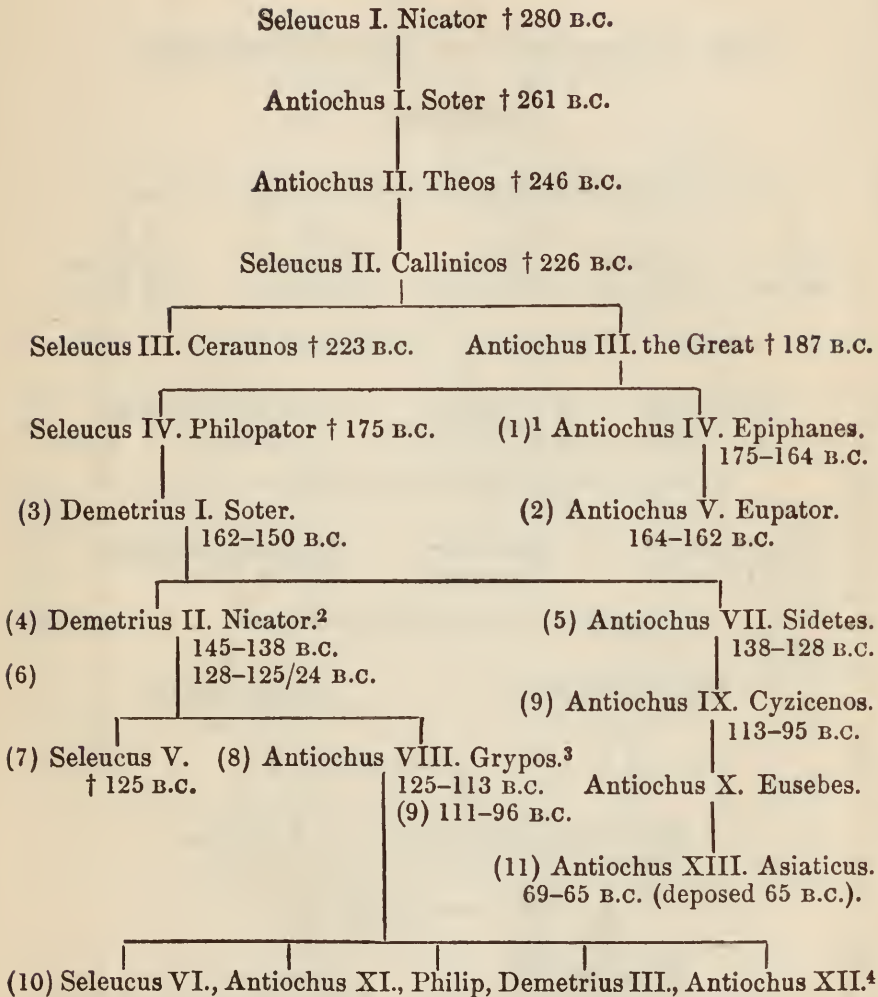 Seleucus I. Nicator † 280 B.C.
Antiochus I. Soter † 261 B.C.
Antiochus II. Theos † 246 B.C.
Seleucus II. Callinicos † 226 B.C.
Seleucus III. Ceraunos † 223 B.C. Antiochus III. the Great † 187 B.C.
Seleucus IV. Philopator † 175 B.C. (1)¹ Antiochus IV. Epiphanes.
175–164 B.C.
(3) Demetrius I. Soter. (2) Antiochus V. Eupator.
162–150 B.C. 164–162 B.C.
(4) Demetrius II. Nicator.² (5) Antiochus VII. Sidetes.
145–138 B.C. 138–128 B.C.
(6) 128–125/24 B.C.
(9) Antiochus IX. Cyzicenos.
113–95 B.C.
(7) Seleucus V. (8) Antiochus VIII. Grypos.³
† 125 B.C. 125–113 B.C. Antiochus X. Eusebes.
(9) 111–96 B.C.
(11) Antiochus XIII. Asiaticus.
69–65 B.C. (deposed 65 B.C.).
(10) Seleucus VI., Antiochus XI., Philip, Demetrius III., Antiochus XII.⁴